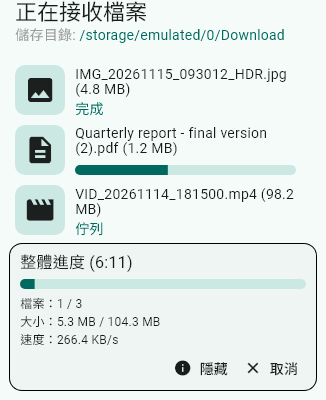 正在接收檔案
儲存目錄: /storage/emulated/0/Download
IMG_20261115_093012_HDR.jpg
(4.8 MB)
完成
Quarterly report - final version
(2).pdf (1.2 MB)
VID_20261114_181500.mp4 (98.2
MB)
佇列
整體進度 (6:11)
檔案：1 / 3
大小：5.3 MB / 104.3 MB
速度：266.4 KB/s
隱藏 取消